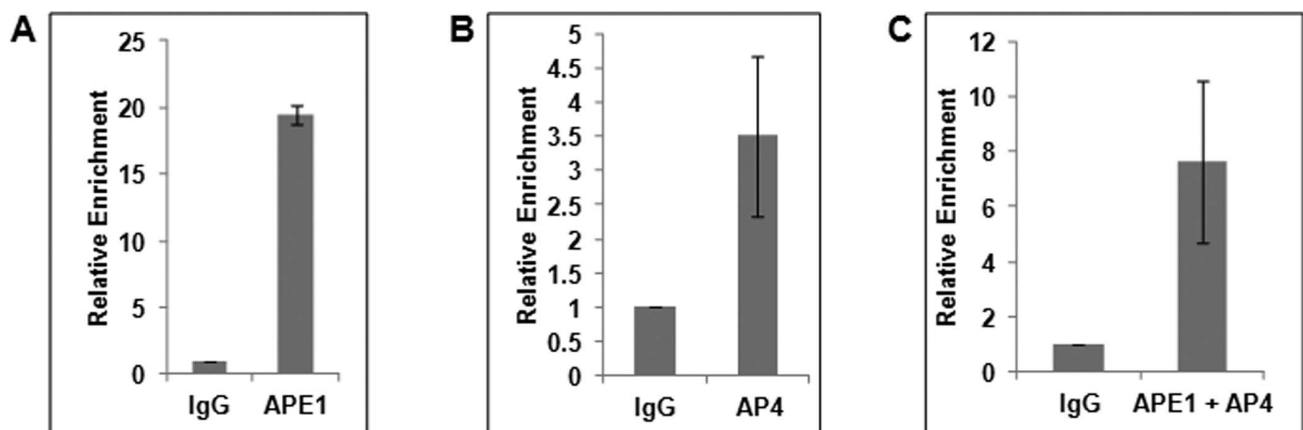 A
Relative Enrichment
25
20
15
10
5
0
IgG APE1
B
Relative Enrichment
5
4.5
4
3.5
3
2.5
2
1.5
1
0.5
0
IgG AP4
C
Relative Enrichment
12
10
8
6
4
2
0
IgG APE1 + AP4